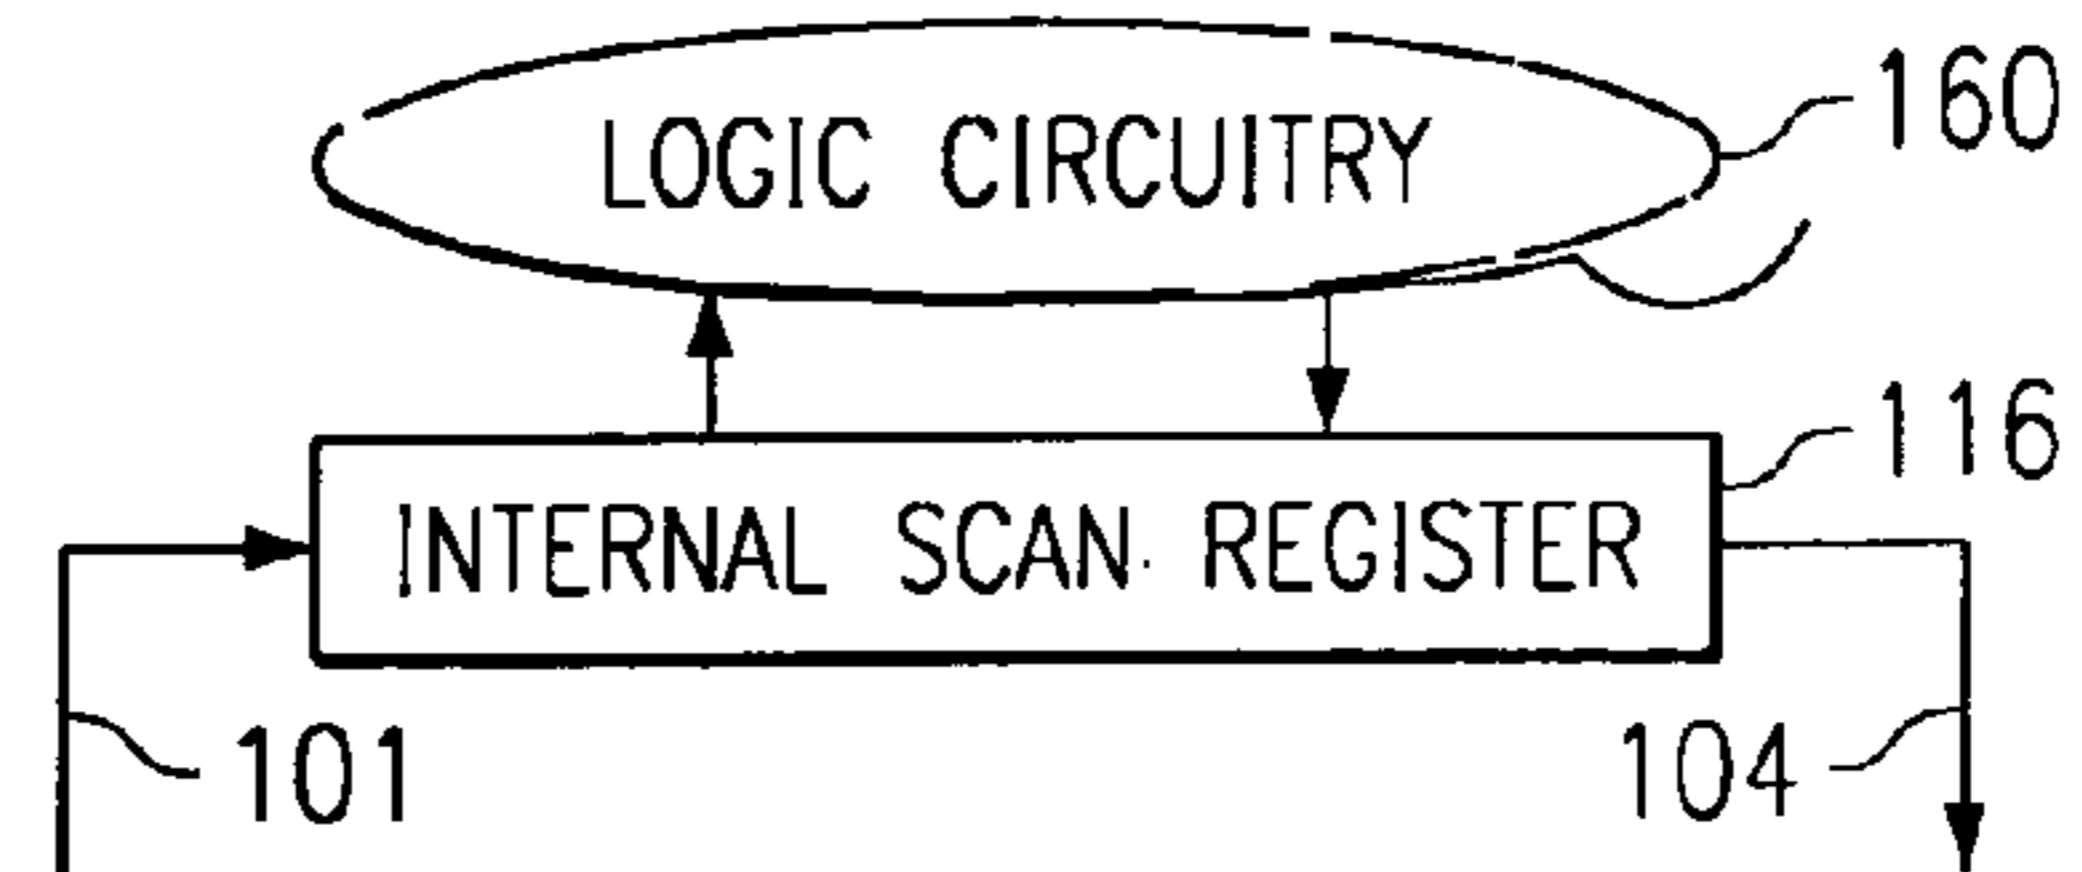 LOGIC CIRCUITRY
160
116
INTERNAL SCAN REGISTER
101
104